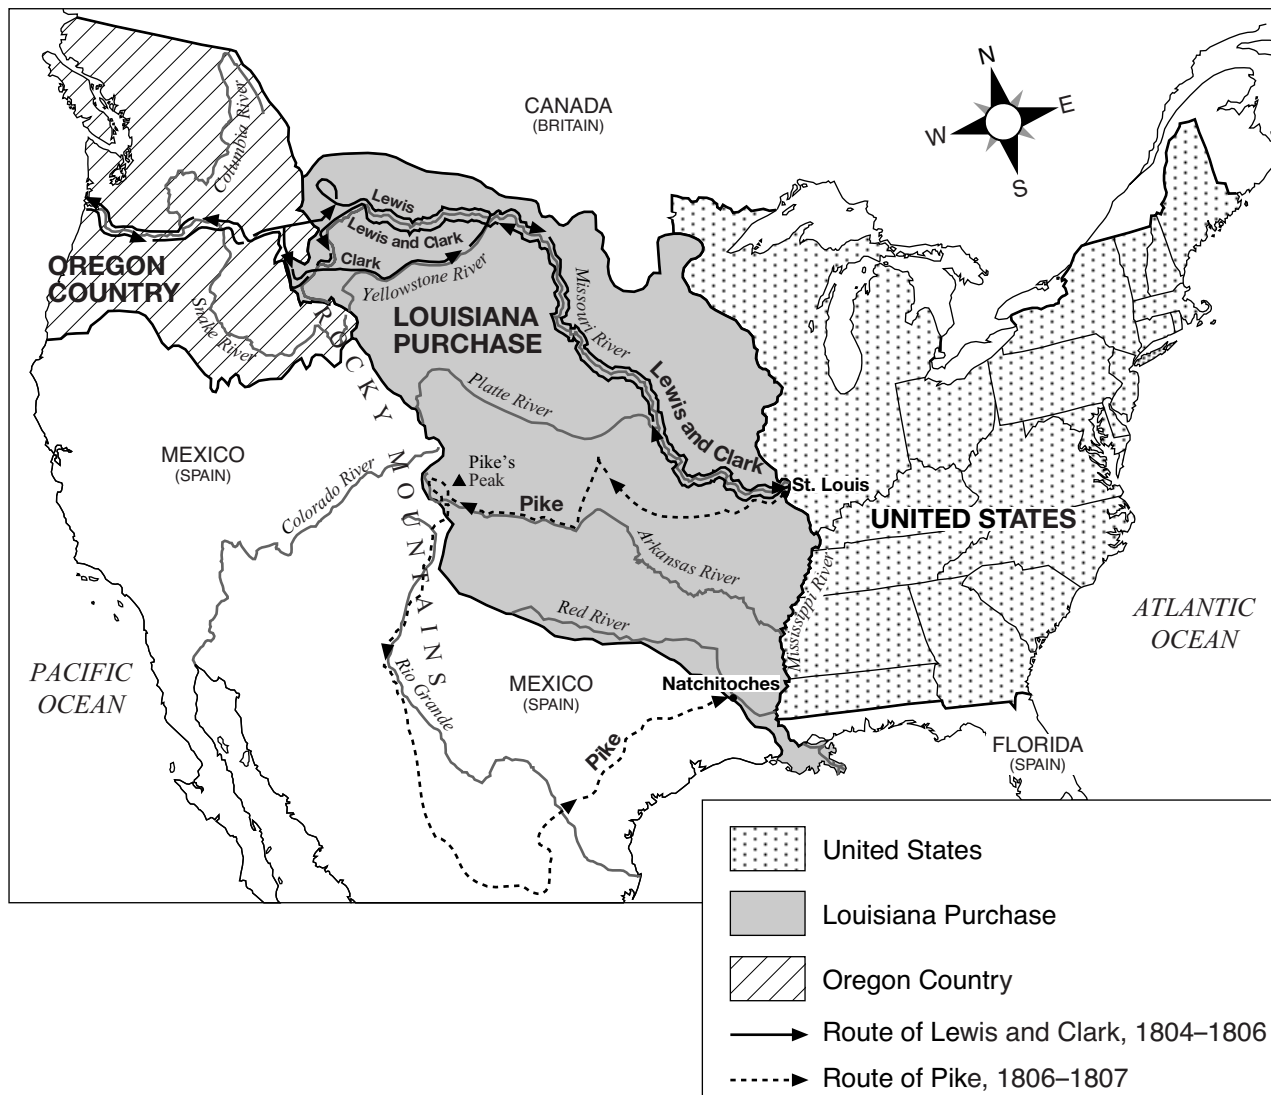 CANADA
(BRITAIN)
N
E
W
S
Columbia River
Lewis
Lewis and Clark
Clark
Yellowstone River
OREGON
COUNTRY
Snake River
Missouri River
LOUISIANA
PURCHASE
ROCKY MOUNTAINS
Platte River
Lewis and Clark
MEXICO
(SPAIN)
Colorado River
Pike's
Peak
Pike
St. Louis
UNITED STATES
Arkansas River
Mississippi River
Red River
ATLANTIC
OCEAN
PACIFIC
OCEAN
Rio Grande
MEXICO
(SPAIN)
Natchitoches
Pike
FLORIDA
(SPAIN)
United States
Louisiana Purchase
Oregon Country
Route of Lewis and Clark, 1804–1806
Route of Pike, 1806–1807